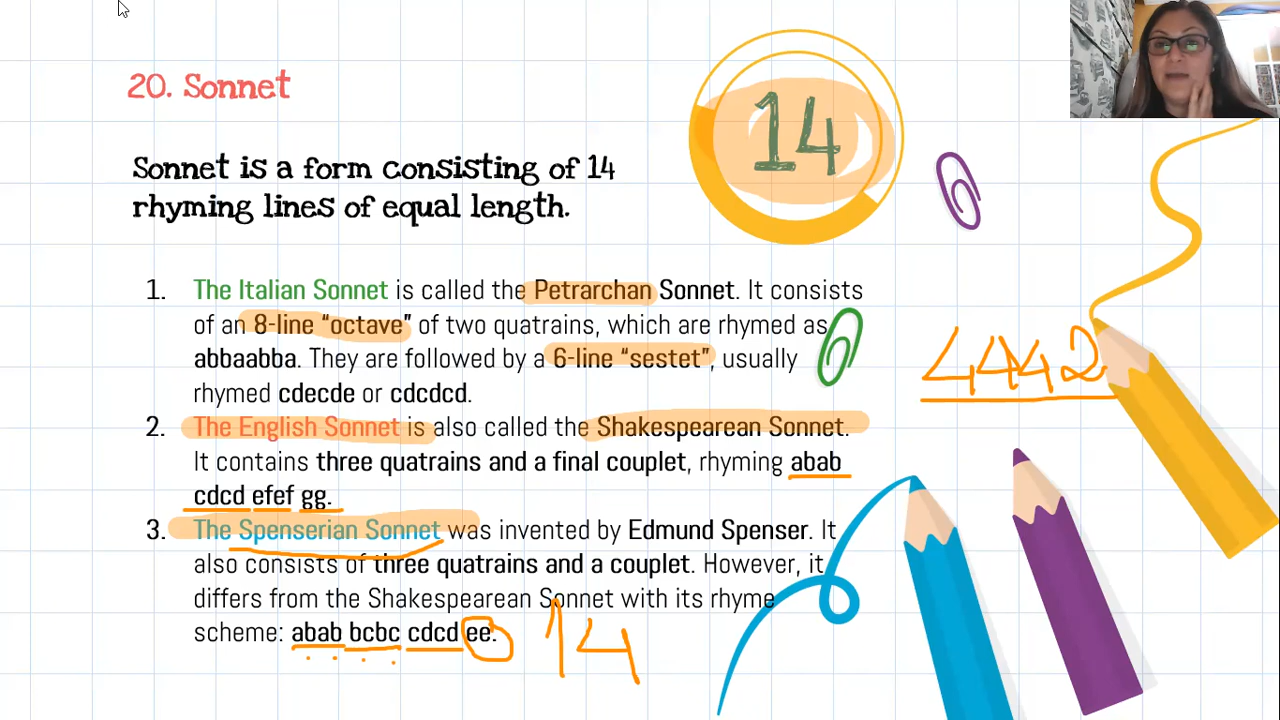 20. Sonnet
14
Sonnet is a form consisting of 14
rhyming lines of equal length.
1. The Italian Sonnet is called the Petrarchan Sonnet. It consists
of an 8-line “octave” of two quatrains, which are rhymed as
abbaabba. They are followed by a 6-line “sestet”, usually
rhymed cdecde or cdcdcd.
4442
2. The English Sonnet is also called the Shakespearean Sonnet.
It contains three quatrains and a final couplet, rhyming abab
cdcd efef gg.
3. The Spenserian Sonnet was invented by Edmund Spenser. It
also consists of three quatrains and a couplet. However, it
differs from the Shakespearean Sonnet with its rhyme
scheme: abab bcbc cdcd ee.
14